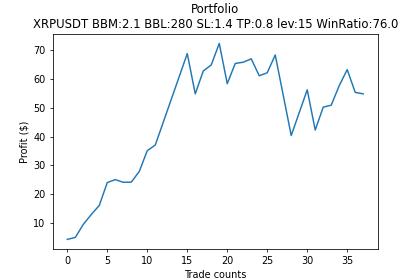 Portfolio
XRPUSDT BBM:2.1 BBL:280 SL:1.4 TP:0.8 lev:15 WinRatio:76.0
70
60
50
40
30
20
10
Profit ($)
0 5 10 15 20 25 30 35
Trade counts